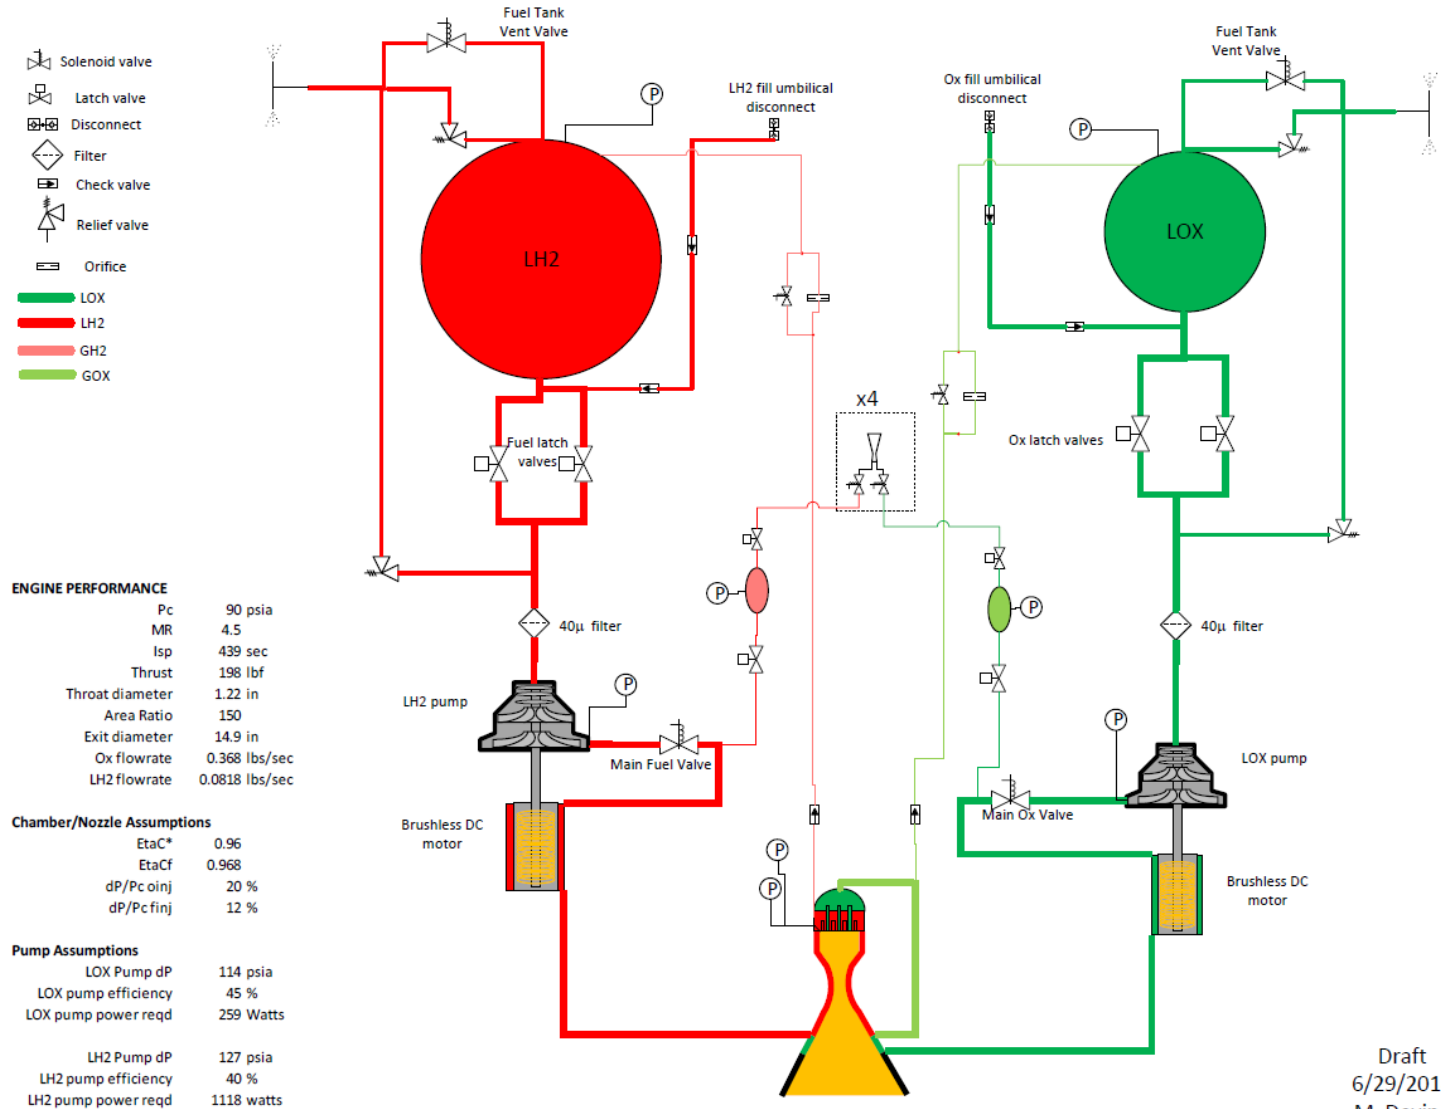 Solenoid valve
Latch valve
Disconnect
Filter
Check valve
Relief valve
Orifice
LOX
LH2
GH2
GOX
Fuel Tank
Vent Valve
P
LH2 fill umbilical
disconnect
Ox fill umbilical
disconnect
P
Fuel Tank
Vent Valve
LH2
LOX
x4
Fuel latch
valves
Ox latch valves
P
P
40μ filter
40μ filter
LH2 pump
P
Main Fuel Valve
P
LOX pump
Main Ox Valve
Brushless DC
motor
P
P
Brushless DC
motor
ENGINE PERFORMANCE
Pc 90 psia
MR 4.5
Isp 439 sec
Thrust 198 lbf
Throat diameter 1.22 in
Area Ratio 150
Exit diameter 14.9 in
Ox flowrate 0.368 lbs/sec
LH2 flowrate 0.0818 lbs/sec
Chamber/Nozzle Assumptions
EtaC* 0.96
EtaCf 0.968
dP/Pc oinj 20 %
dP/Pc finj 12 %
Pump Assumptions
LOX Pump dP 114 psia
LOX pump efficiency 45 %
LOX pump power reqd 259 Watts
LH2 Pump dP 127 psia
LH2 pump efficiency 40 %
LH2 pump power reqd 1118 watts
Draft
6/29/201